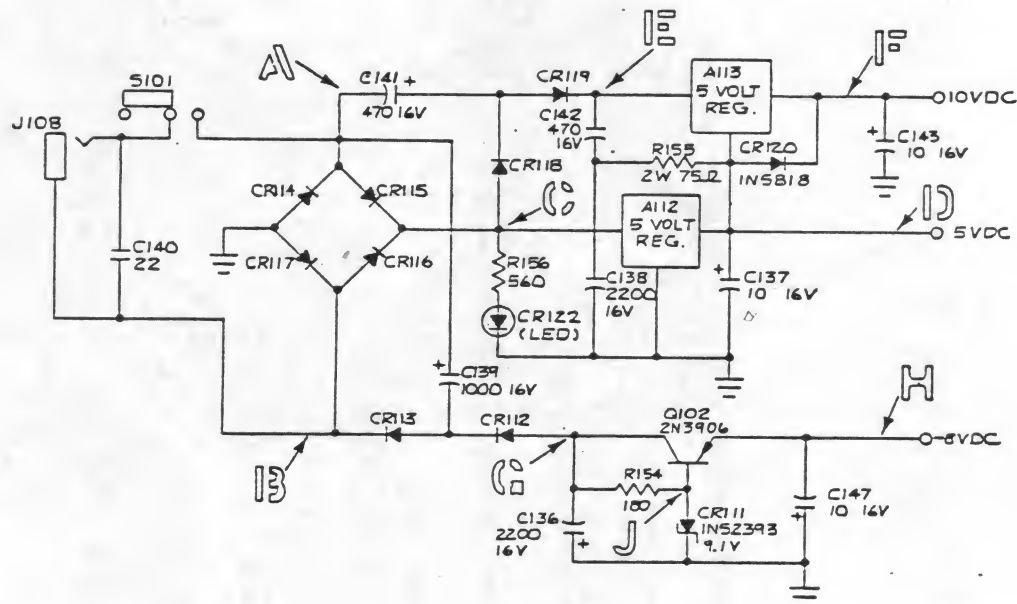 J108
S101
C140
22
A
C141 +
470 16V
CR114
CR115
CR117
CR116
CR118
CR119
E
C142
470
16V
A113
5 VOLT
REG.
F
10VDC
+
C143
10 16V
R155
2W 75Ω
CR120
1N5818
C
A112
5 VOLT
REG.
D
5VDC
R156
560
CR122
(LED)
C138
2200
16V
+
C137
10 16V
+
C139
1000 16V
B
CR113
CR112
G
Q102
2N3906
H
-8VDC
R154
180
J
C136
2200
16V
+
CR111
1N52393
9.1V
C147
+
10 16V